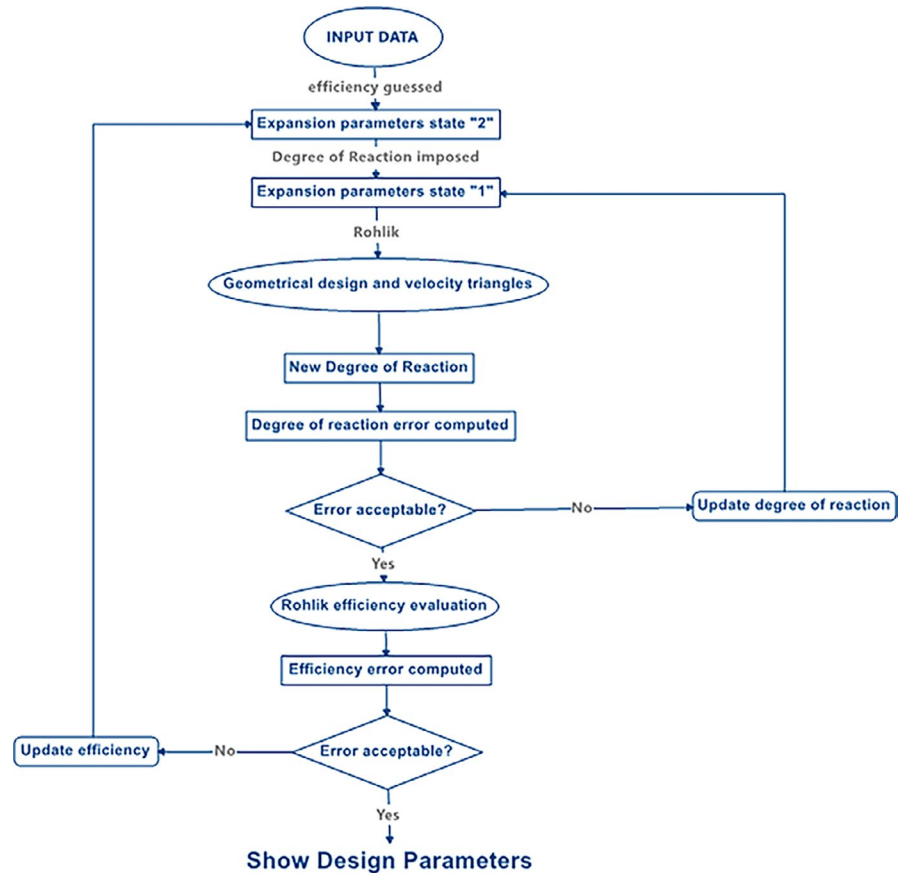 INPUT DATA
efficiency guessed
Expansion parameters state "2"
Degree of Reaction imposed
Expansion parameters state "1"
Rohlik
Geometrical design and velocity triangles
New Degree of Reaction
Degree of reaction error computed
Error acceptable?
No
Update degree of reaction
Yes
Rohlik efficiency evaluation
Efficiency error computed
Update efficiency
No
Error acceptable?
Yes
Show Design Parameters